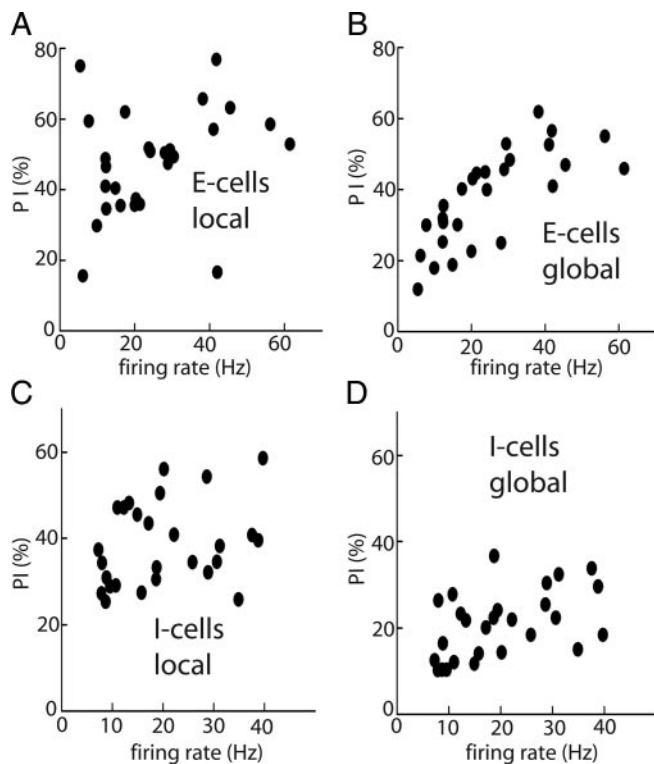 A
B
80
60
40
20
0
PI (%)
E-cells
local
0 20 40 60
firing rate (Hz)
80
60
40
20
0
PI (%)
E-cells
global
0 20 40 60
firing rate (Hz)
C
D
60
40
20
PI (%)
I-cells
local
0 10 20 30 40
firing rate (Hz)
60
40
20
0
PI (%)
I-cells
global
0 10 20 30 40
firing rate (Hz)